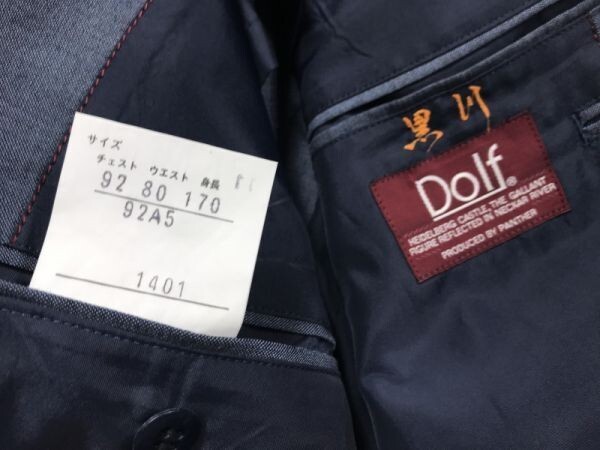 サイズ
チェスト ウエスト 身長
92 80 170
92A5
1401
黒川
Dolf®
HEIDELBERG CASTLE, THE GALLANT
FIGURE REFLECTED IN NECNAR RIVER
PRODUCED BY PANTHER